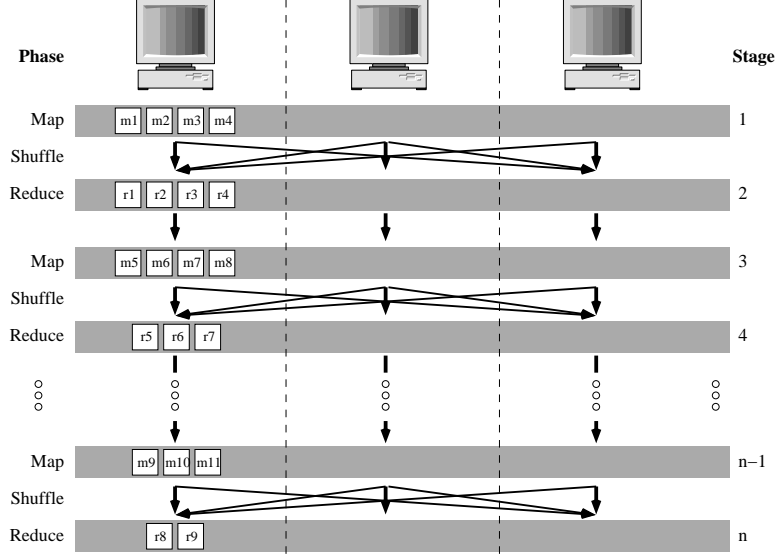 Phase Stage
Map m1 m2 m3 m4 1
Shuffle
Reduce r1 r2 r3 r4 2
Map m5 m6 m7 m8 3
Shuffle
Reduce r5 r6 r7 4
Map m9 m10 m11 n−1
Shuffle
Reduce r8 r9 n